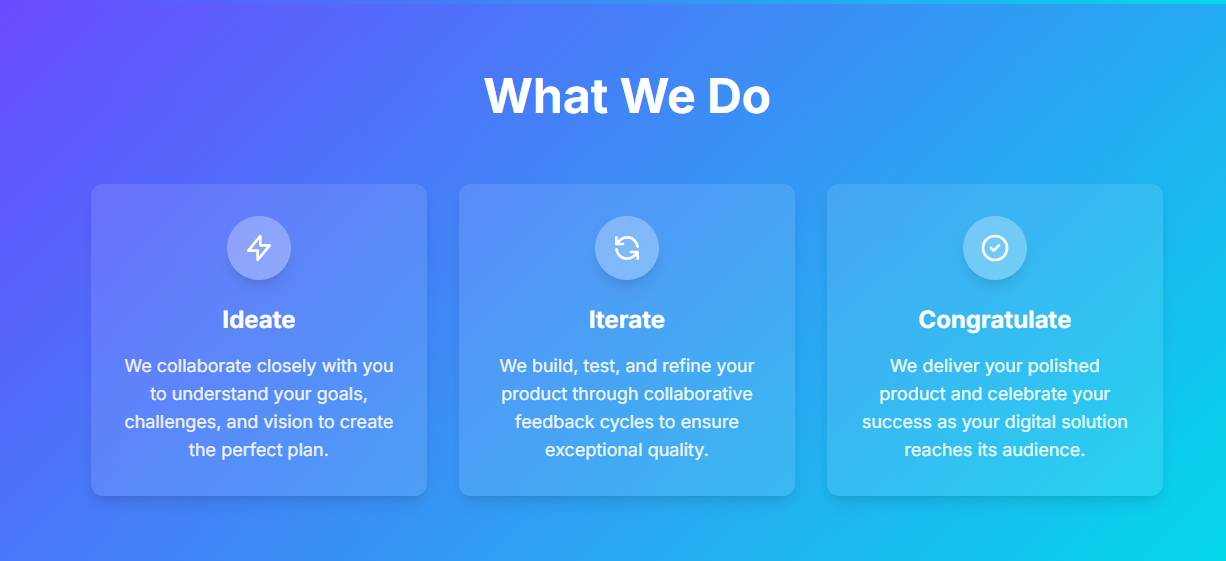 What We Do
Ideate
We collaborate closely with you
to understand your goals,
challenges, and vision to create
the perfect plan.
Iterate
We build, test, and refine your
product through collaborative
feedback cycles to ensure
exceptional quality.
Congratulate
We deliver your polished
product and celebrate your
success as your digital solution
reaches its audience.